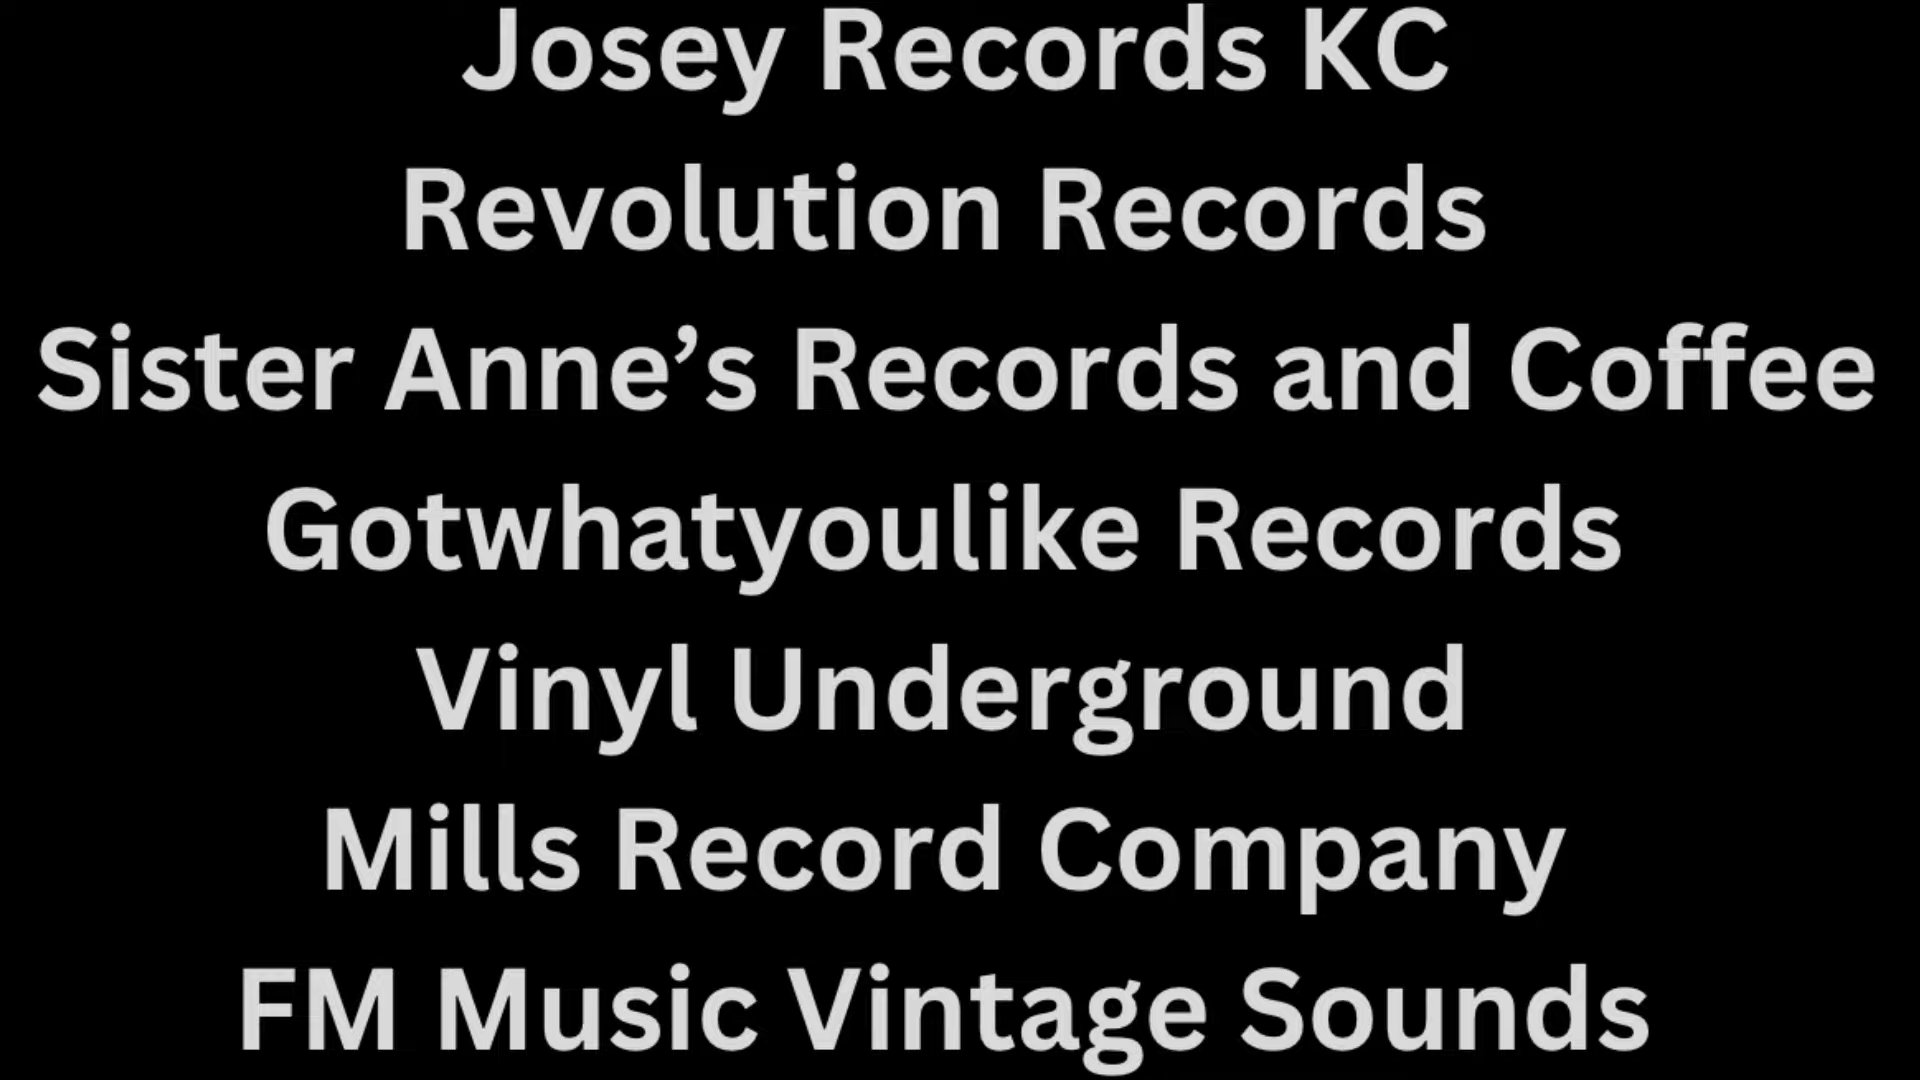 Josey Records KC
Revolution Records
Sister Anne’s Records and Coffee
Gotwhatyoulike Records
Vinyl Underground
Mills Record Company
FM Music Vintage Sounds